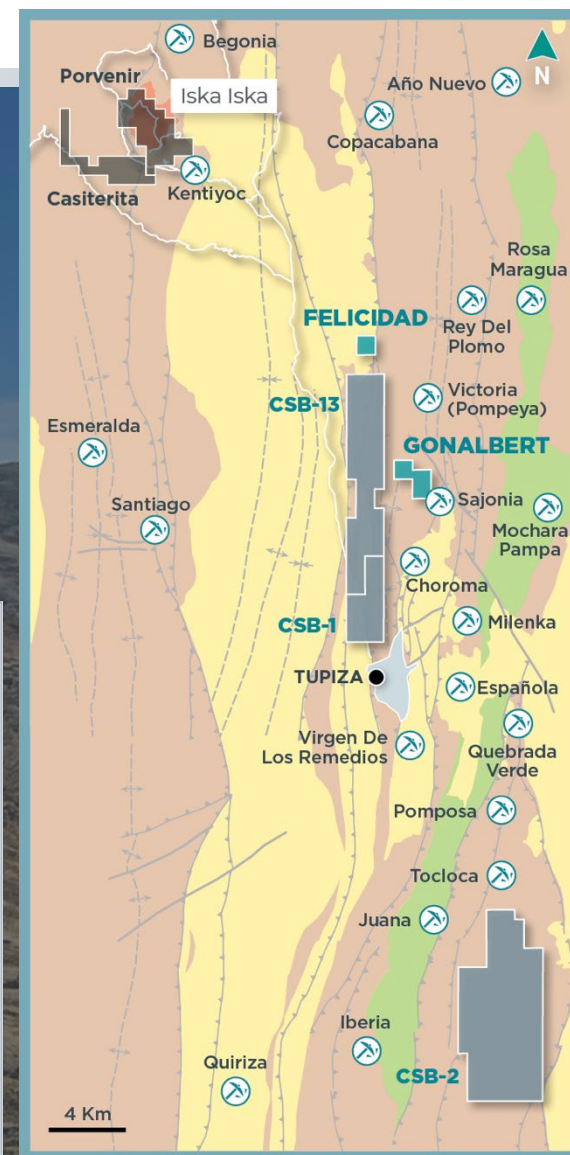 Begonia
Porvenir
Iska Iska
Año Nuevo
N
Copacabana
Casiterita
Kentiyoc
Rosa
Maragua
FELICIDAD
Rey Del
Plomo
CSB-13
Victoria
(Pompeya)
Esmeralda
GONALBERT
Santiago
Sajonia
Mochara
Pampa
Choroma
CSB-1
Milenka
TUPIZA
Española
Virgen De
Los Remedios
Quebrada
Verde
Pomposa
Tocloca
Juana
Iberia
Quiriza
CSB-2
4 Km